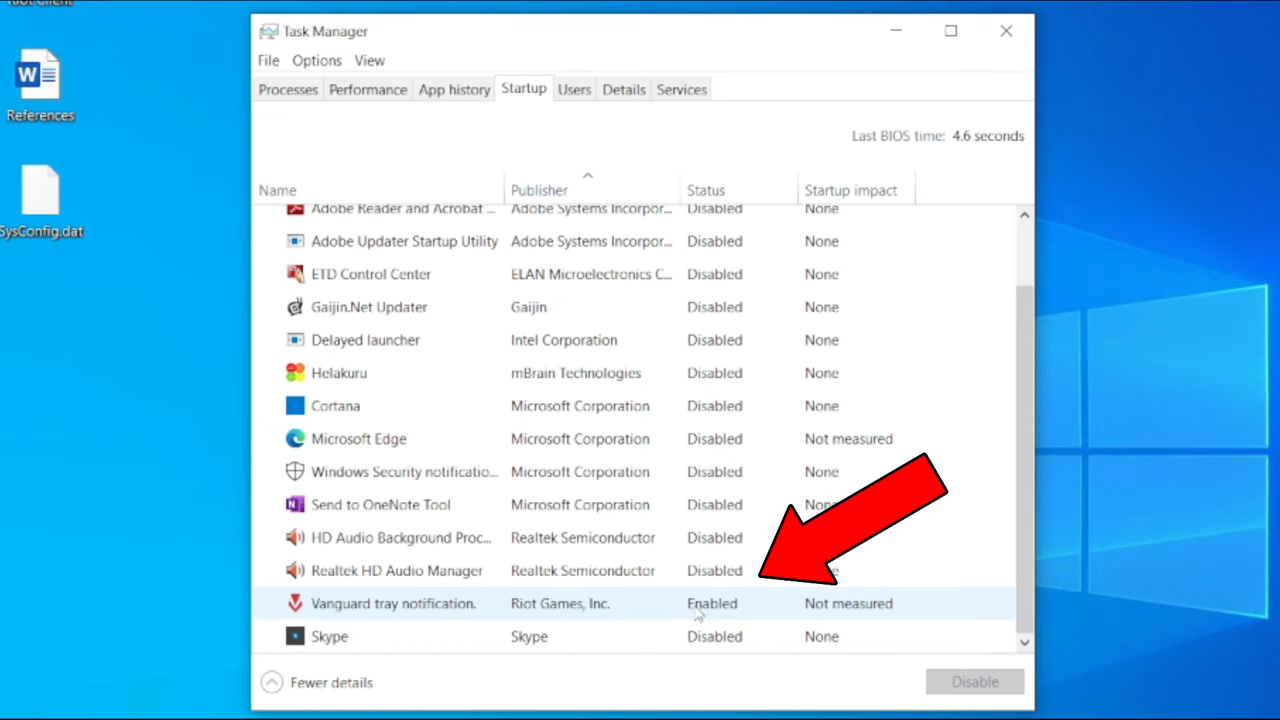 Riot Client
References
SysConfig.dat
Task Manager
File Options View
Processes Performance App history Startup Users Details Services
Last BIOS time: 4.6 seconds
Name Publisher Status Startup impact
Adobe Reader and Acrobat ... Adobe Systems Incorpor... Disabled None
Adobe Updater Startup Utility Adobe Systems Incorpor... Disabled None
ETD Control Center ELAN Microelectronics C... Disabled None
Gaijin.Net Updater Gaijin Disabled None
Delayed launcher Intel Corporation Disabled None
Helakuru mBrain Technologies Disabled None
Cortana Microsoft Corporation Disabled None
Microsoft Edge Microsoft Corporation Disabled Not measured
Windows Security notificatio... Microsoft Corporation Disabled None
Send to OneNote Tool Microsoft Corporation Disabled None
HD Audio Background Proc... Realtek Semiconductor Disabled
Realtek HD Audio Manager Realtek Semiconductor Disabled
Vanguard tray notification. Riot Games, Inc. Enabled Not measured
Skype Skype Disabled None
Fewer details
Disable